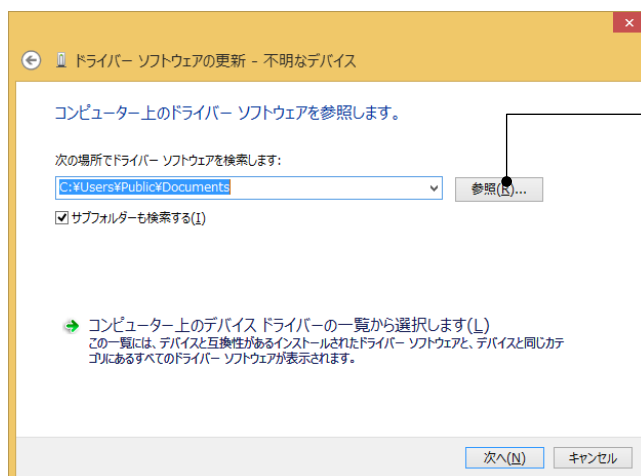 ドライバー ソフトウェアの更新 - 不明なデバイス
コンピューター上のドライバー ソフトウェアを参照します。
次の場所でドライバー ソフトウェアを検索します:
C:¥Users¥Public¥Documents
参照(R)...
サブフォルダーも検索する(I)
コンピューター上のデバイス ドライバーの一覧から選択します(L)
この一覧には、デバイスと互換性があるインストールされたドライバー ソフトウェアと、デバイスと同じカテ
ゴリにあるすべてのドライバー ソフトウェアが表示されます。
次へ(N)
キャンセル